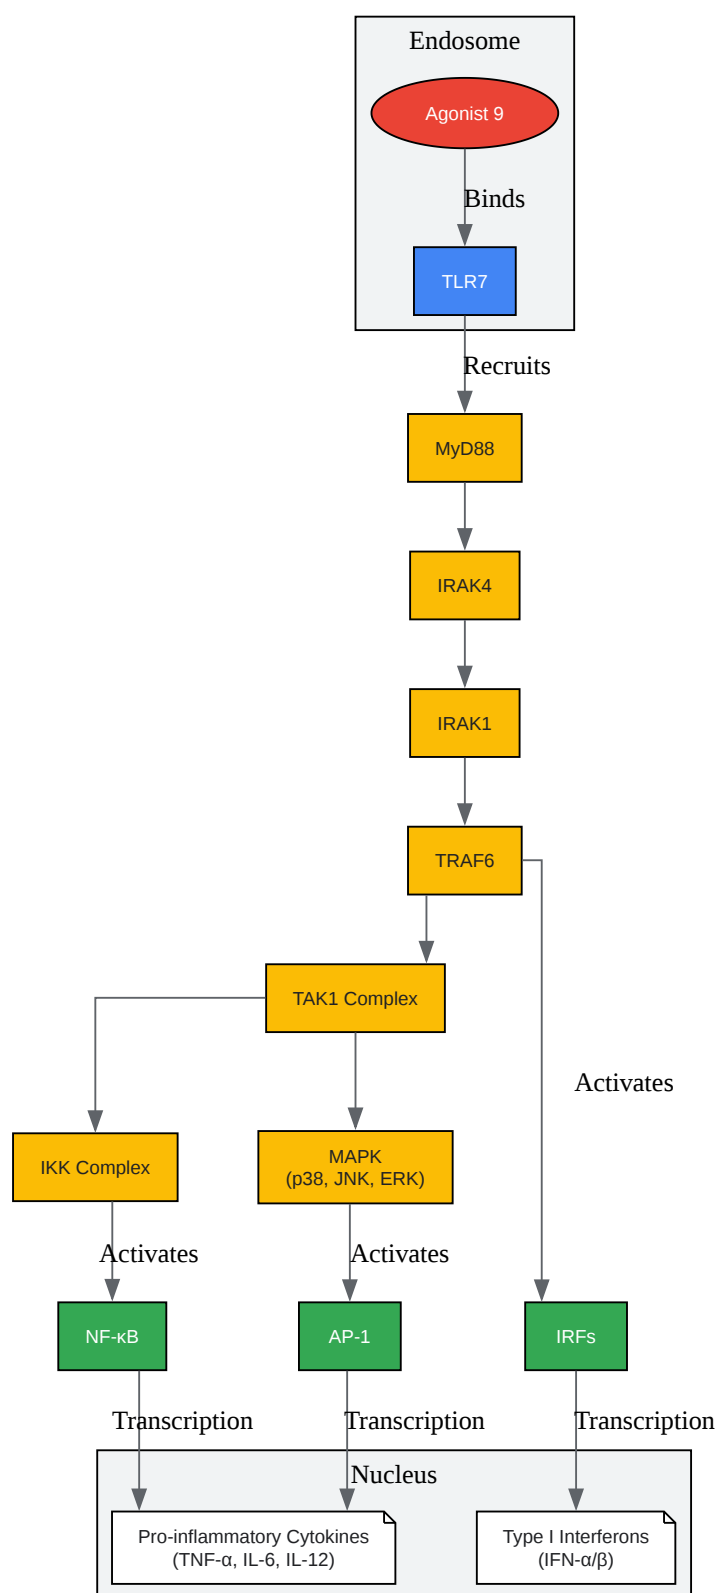 Endosome
Agonist 9
Binds
TLR7
Recruits
MyD88
IRAK4
IRAK1
TRAF6
TAK1 Complex
Activates
IKK Complex
MAPK
(p38, JNK, ERK)
Activates
Activates
NF-κB
AP-1
IRFs
Transcription
Transcription
Transcription
Nucleus
Pro-inflammatory Cytokines
(TNF-α, IL-6, IL-12)
Type I Interferons
(IFN-α/β)